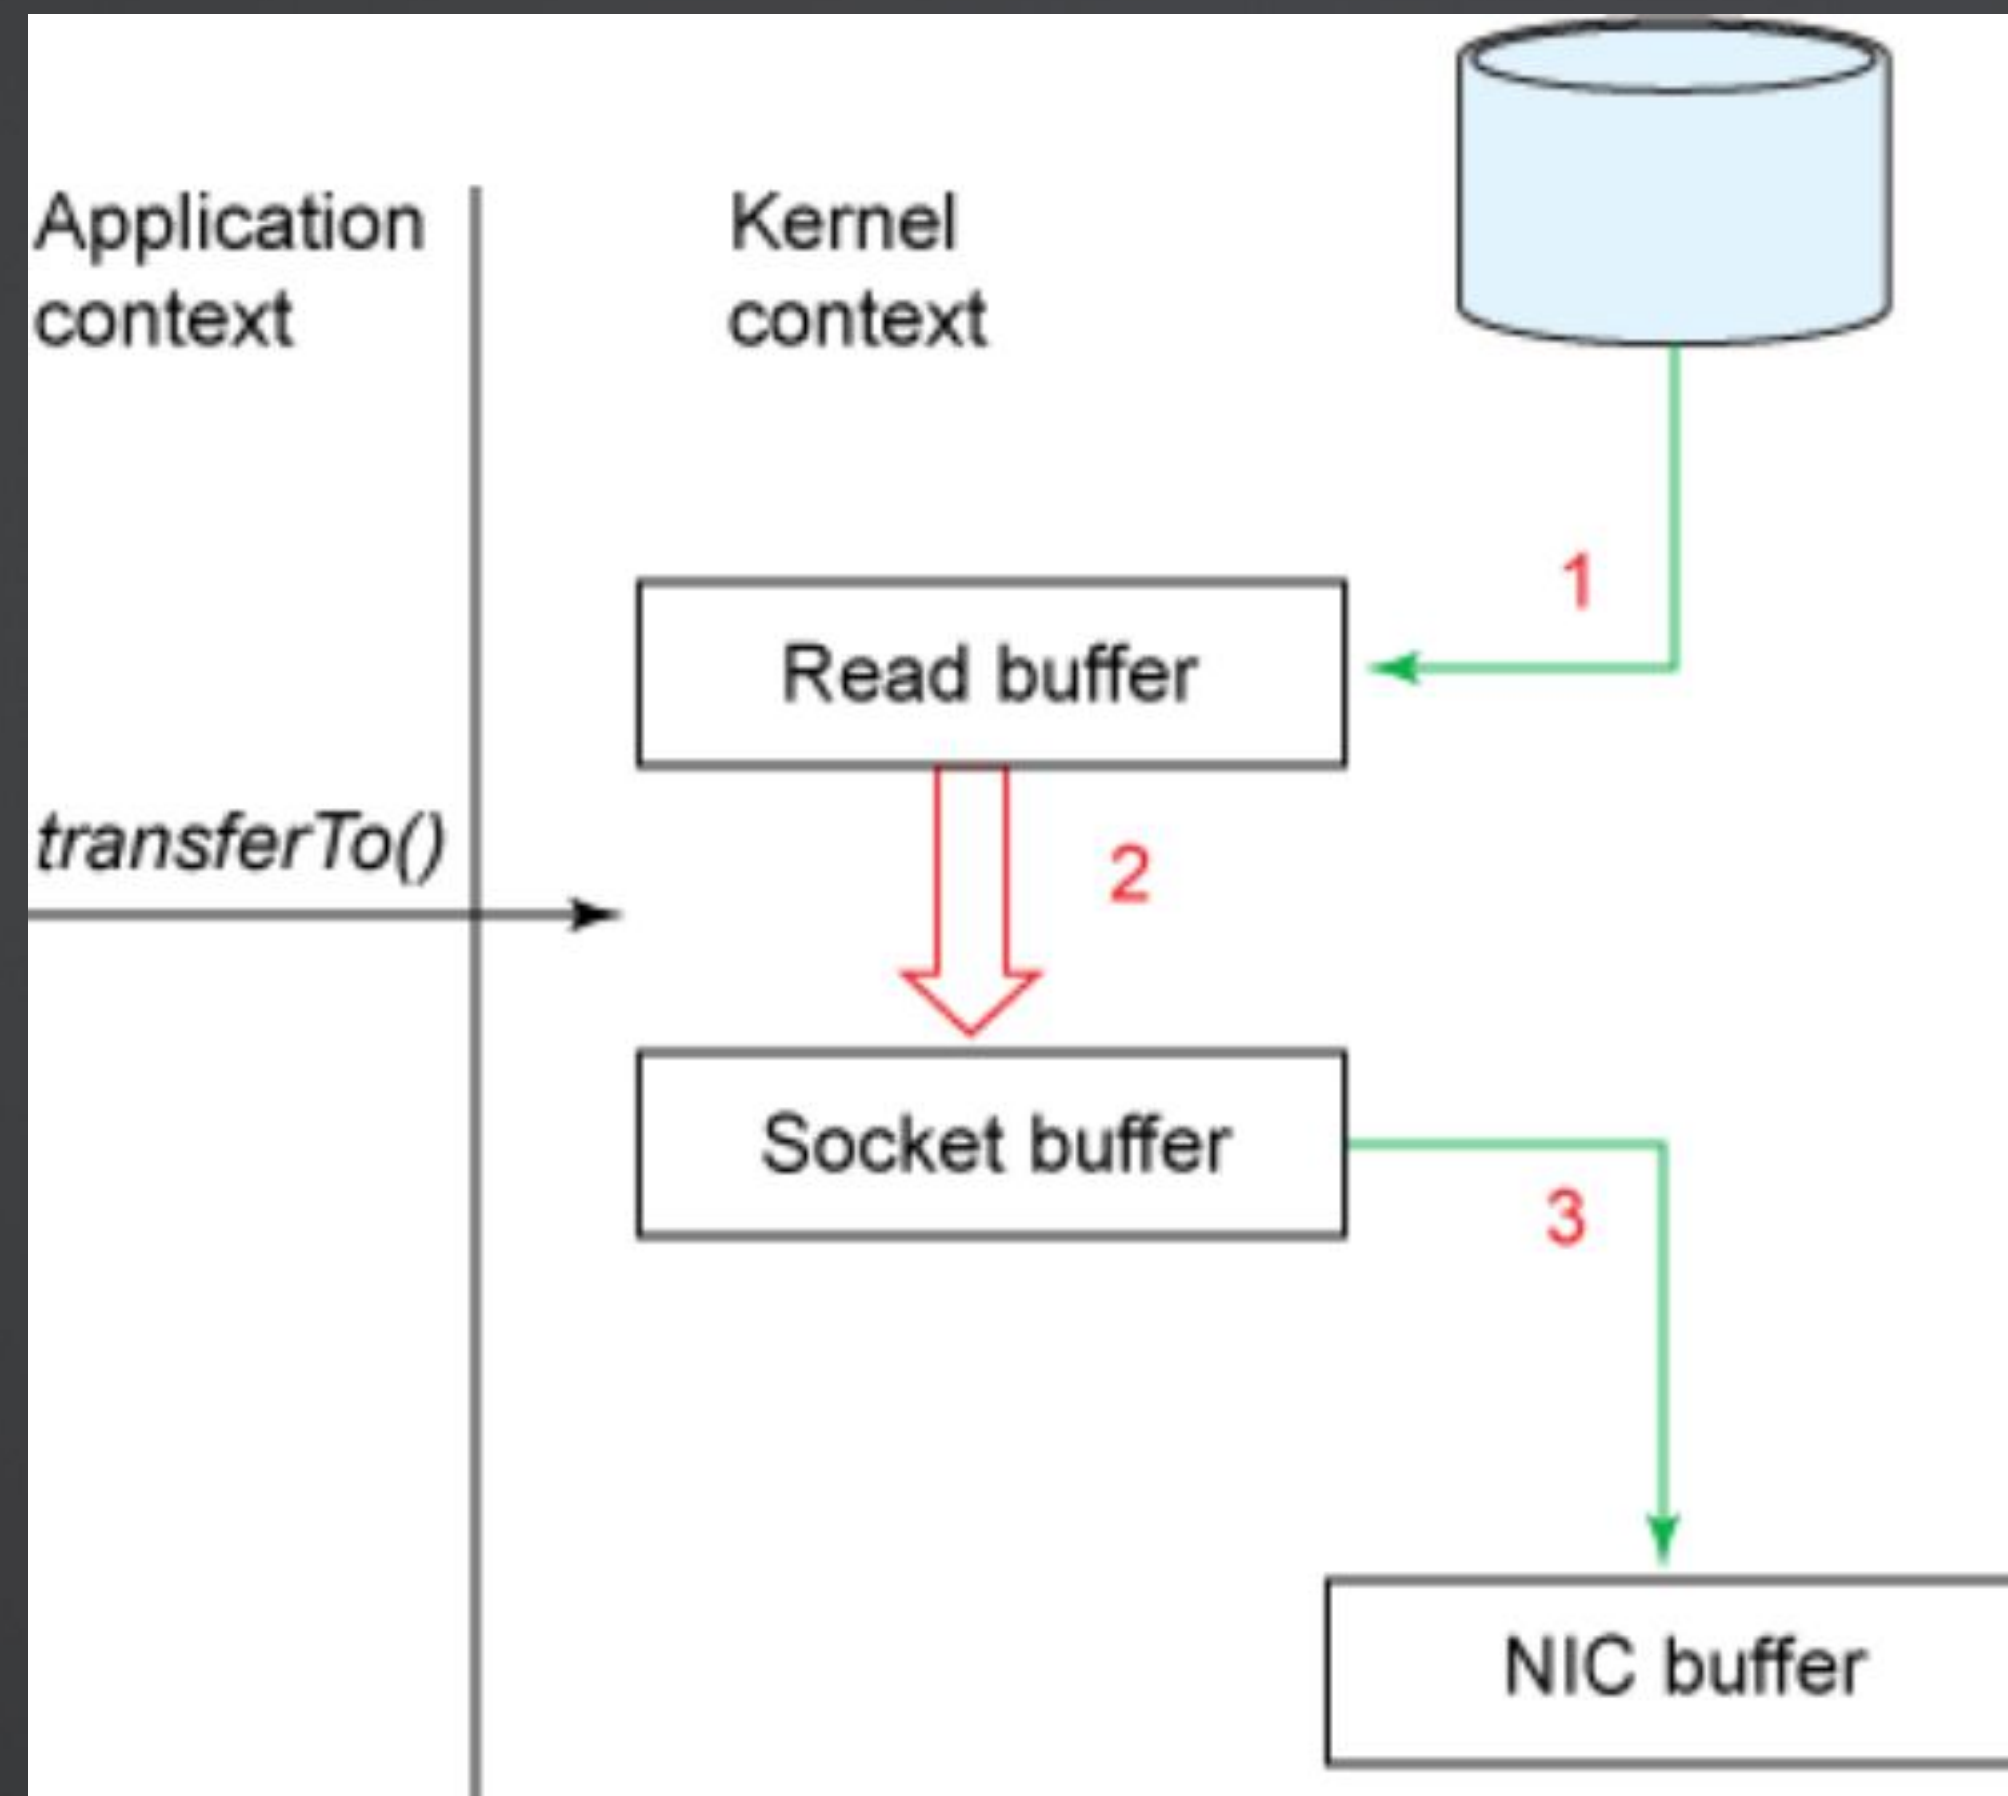 Application
context
Kernel
context
1
Read buffer
transferTo()
2
Socket buffer
3
NIC buffer